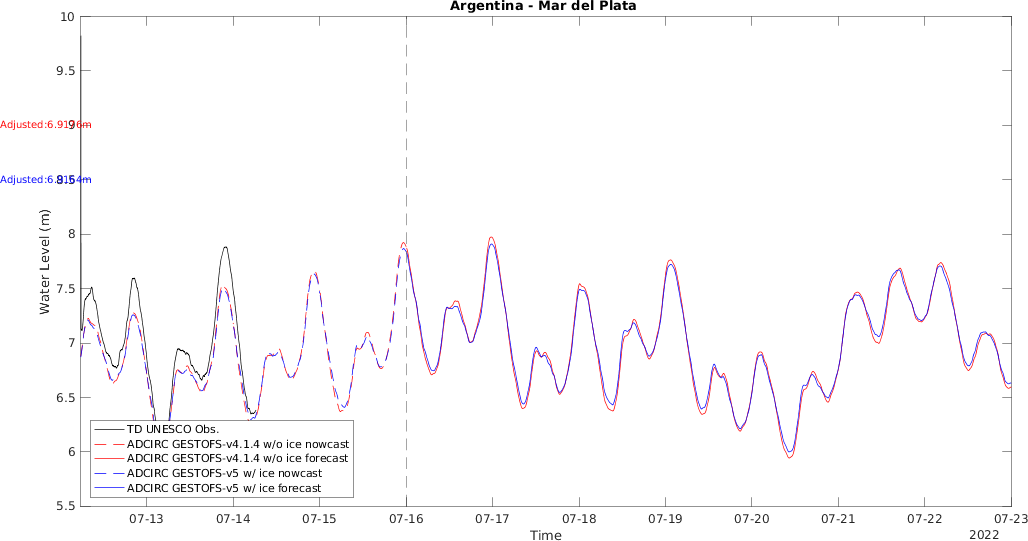 Argentina - Mar del Plata
10
9.5
9
8.5
8
7.5
7
6.5
6
5.5
Water Level (m)
TD UNESCO Obs.
ADCIRC GESTOFS-v4.1.4 w/o ice nowcast
ADCIRC GESTOFS-v4.1.4 w/o ice forecast
ADCIRC GESTOFS-v5 w/ ice nowcast
ADCIRC GESTOFS-v5 w/ ice forecast
07-13 07-14 07-15 07-16 07-17 07-18 07-19 07-20 07-21 07-22 07-23
Time
2022